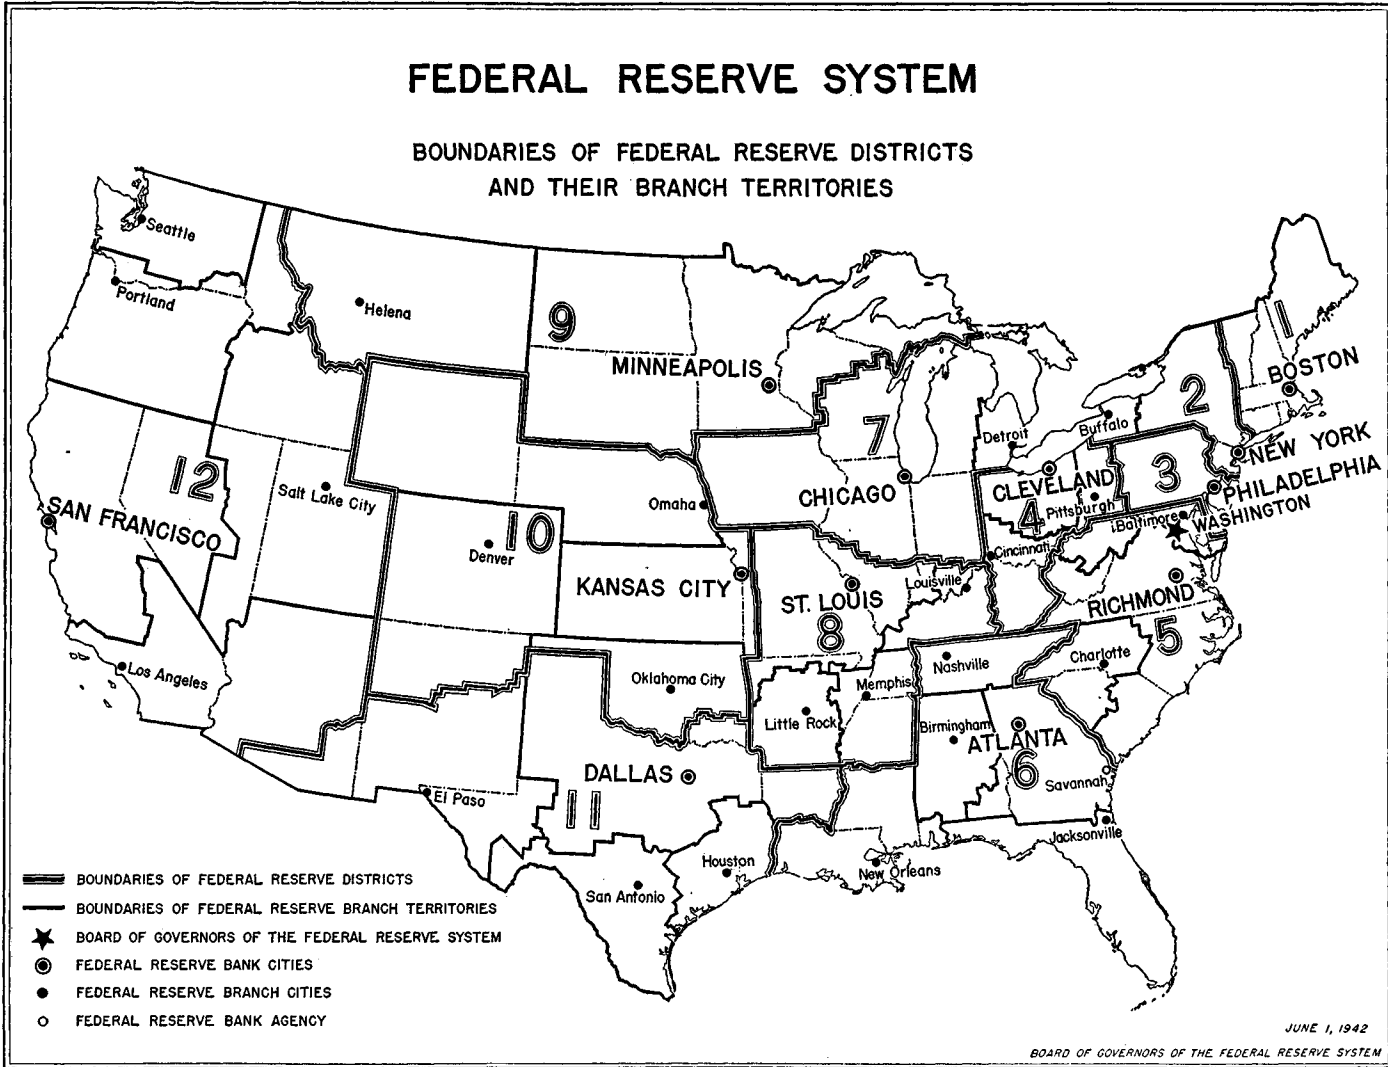 FEDERAL RESERVE SYSTEM
BOUNDARIES OF FEDERAL RESERVE DISTRICTS
AND THEIR BRANCH TERRITORIES
Seattle
Portland
Helena
9
MINNEAPOLIS
1
BOSTON
2
Buffalo
NEW YORK
7
Detroit
3
PHILADELPHIA
CHICAGO
CLEVELAND
4
Pittsburgh
Baltimore
WASHINGTON
12
SAN FRANCISCO
Salt Lake City
Omaha
10
Denver
KANSAS CITY
ST. LOUIS
8
Louisville
Cincinnati
RICHMOND
5
Los Angeles
Oklahoma City
Nashville
Charlotte
Memphis
Little Rock
Birmingham
ATLANTA
6
Savannah
Jacksonville
DALLAS
11
El Paso
Houston
San Antonio
New Orleans
BOUNDARIES OF FEDERAL RESERVE DISTRICTS
BOUNDARIES OF FEDERAL RESERVE BRANCH TERRITORIES
BOARD OF GOVERNORS OF THE FEDERAL RESERVE SYSTEM
FEDERAL RESERVE BANK CITIES
FEDERAL RESERVE BRANCH CITIES
FEDERAL RESERVE BANK AGENCY
JUNE 1, 1942
BOARD OF GOVERNORS OF THE FEDERAL RESERVE SYSTEM